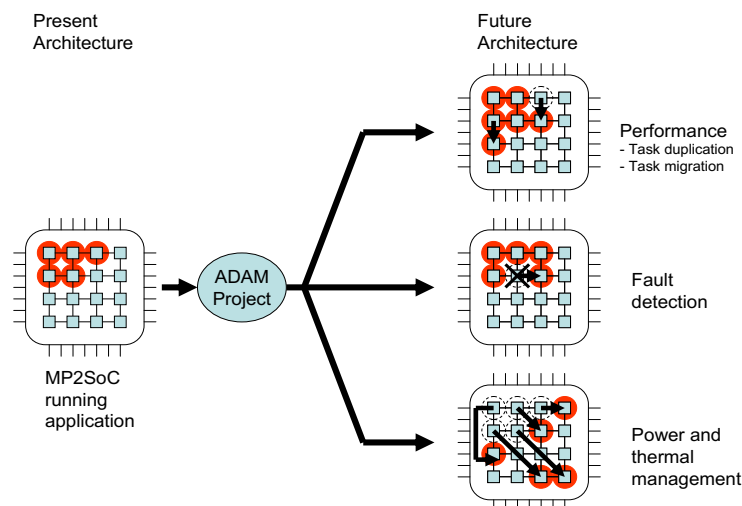 Present
Architecture
Future
Architecture
Performance
- Task duplication
- Task migration
ADAM
Project
MP2SoC
running
application
Fault
detection
Power and
thermal
management